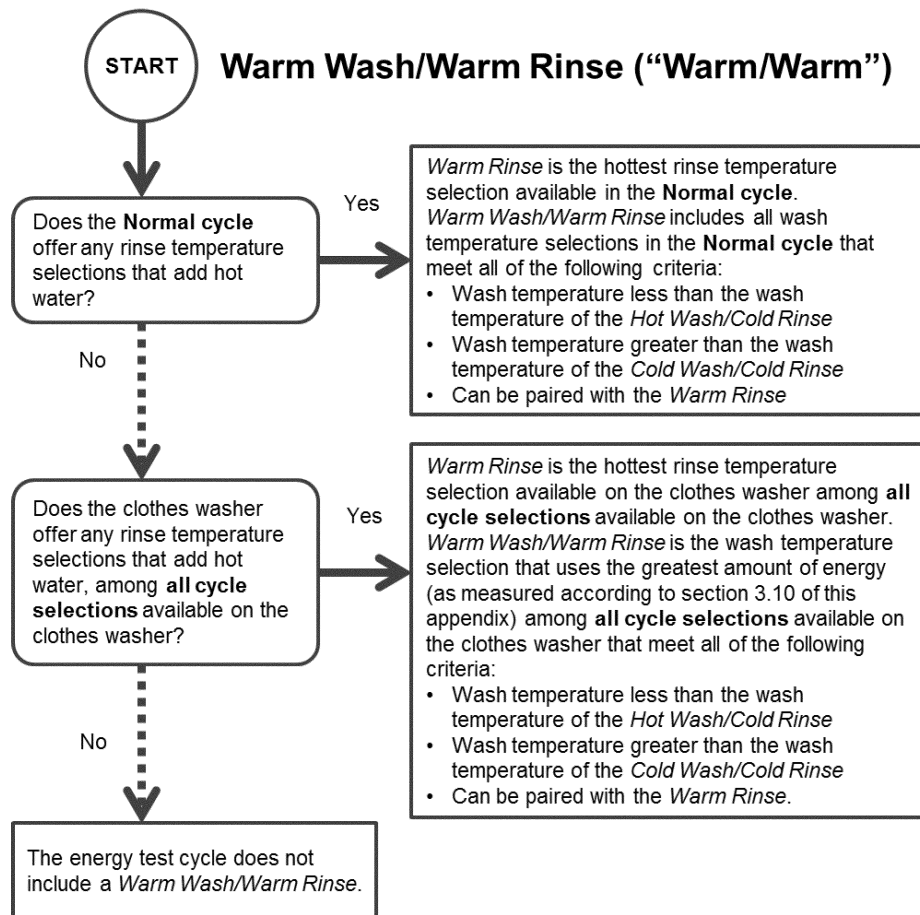 START
Warm Wash/Warm Rinse (“Warm/Warm”)
Does the Normal cycle
offer any rinse temperature
selections that add hot
water?
Yes
Warm Rinse is the hottest rinse temperature
selection available in the Normal cycle.
Warm Wash/Warm Rinse includes all wash
temperature selections in the Normal cycle that
meet all of the following criteria:
• Wash temperature less than the wash
temperature of the Hot Wash/Cold Rinse
• Wash temperature greater than the wash
temperature of the Cold Wash/Cold Rinse
• Can be paired with the Warm Rinse
No
Does the clothes washer
offer any rinse temperature
selections that add hot
water, among all cycle
selections available on the
clothes washer?
Yes
Warm Rinse is the hottest rinse temperature
selection available on the clothes washer among all
cycle selections available on the clothes washer.
Warm Wash/Warm Rinse is the wash temperature
selection that uses the greatest amount of energy
(as measured according to section 3.10 of this
appendix) among all cycle selections available on
the clothes washer that meet all of the following
criteria:
• Wash temperature less than the wash
temperature of the Hot Wash/Cold Rinse
• Wash temperature greater than the wash
temperature of the Cold Wash/Cold Rinse
• Can be paired with the Warm Rinse.
No
The energy test cycle does not
include a Warm Wash/Warm Rinse.